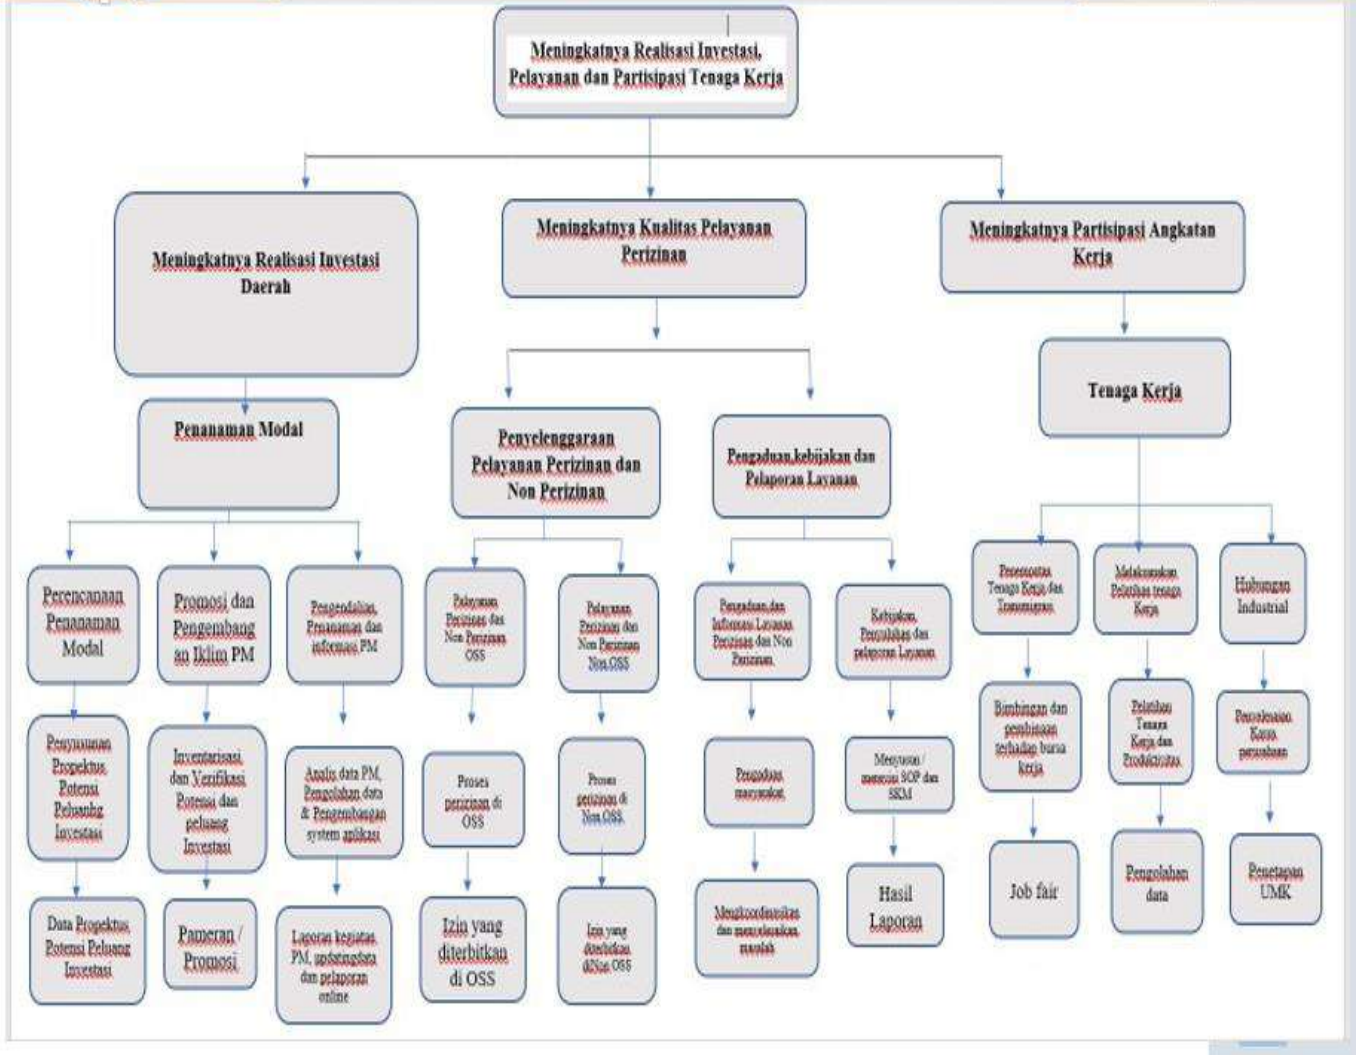 Meningkatnya Realisasi Investasi,
Pelayanan dan Partisipasi Tenaga Kerja
Meningkatnya Realisasi Investasi
Daerah
Meningkatnya Kualitas Pelayanan
Perizinan
Meningkatnya Partisipasi Angkatan
Kerja
Penanaman Modal
Penyelenggaraan
Pelayanan Perizinan dan
Non Perizinan
Pengaduan,kebijakan dan
Pelaporan Layanan
Tenaga Kerja
Perencanaan
Penanaman
Modal
Promosi dan
Pengembang
an Iklim PM
Pengendalian,
Penanaman dan
informasi PM
Pelayanan
Perizinan dan
Non Perizinan
OSS
Pelayanan
Perizinan dan
Non Perizinan
Non OSS
Pengaduan dan
Informasi Layanan
Perizinan dan Non
Perizinan
Kebijakan,
Penyuluhan dan
pelaporan Layanan
Tenaga Kerja dan
Transmigrasi
Melaksanakan
Pelatihan tenaga
Kerja
Hubungan
Industrial
Penyusunan
Propektus
Potensi
Peluanhg
Investasi
Inventarisasi
dan Verifikasi
Potensi dan
peluang
Investasi
Analis data PM,
Pengolahan data
& Pengembangan
system aplikasi
Proses
perizinan di
OSS
Proses
perizinan di
Non OSS
Pengaduan
masyarakat
Menyusun /
merevisi SOP dan
SKM
Bimbingan dan
pembinaan
terhadap bursa
kerja
Pelatihan
Tenaga
Kerja dan
Produktivitas
Kasus
perusahaan
Data Propektus
Potensi Peluang
Investasi
Pameran /
Promosi
Laporan kegiatan
PM, updatingdata
dan pelaporan
online
Izin yang
diterbitkan
di OSS
Izin yang
diterbitkan
diNon OSS
Mengkoordinasikan
dan menyelesaikan
masalah
Hasil
Laporan
Job fair
Pengolahan
data
Penetapan
UMK